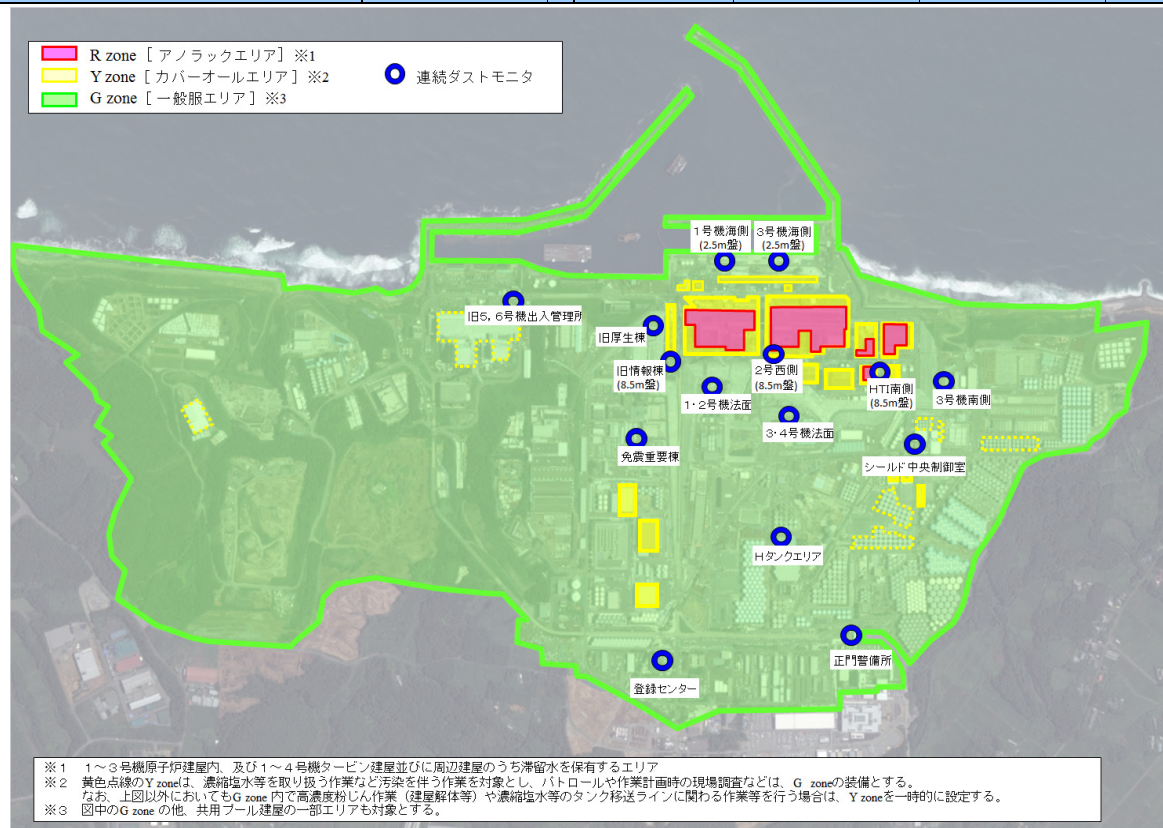 R zone [ アノラックエリア] ※1
Y zone [ カバーオールエリア] ※2
G zone [ 一般服エリア] ※3
連続ダストモニタ
1号機海側
(2.5m盤)
3号機海側
(2.5m盤)
旧5，6号機出入管理所
旧厚生棟
旧情報棟
(8.5m盤)
2号西側
(8.5m盤)
HTI南側
(8.5m盤)
3号機南側
1・2号機法面
3・4号機法面
免震重要棟
シールド中央制御室
Hタンクエリア
正門警備所
登録センター
※1 1～3号機原子炉建屋内、及び1～4号機タービン建屋並びに周辺建屋のうち滞留水を保有するエリア
※2 黄色点線のY zoneは、濃縮塩水等を取り扱う作業など汚染を伴う作業を対象とし、パトロールや作業計画時の現場調査などは、G zoneの装備とする。
なお、上図以外においてもG zone 内で高濃度粉じん作業（建屋解体等）や濃縮塩水等のタンク移送ラインに関わる作業等を行う場合は、Y zoneを一時的に設定する。
※3 図中のG zone の他、共用プール建屋の一部エリアも対象とする。